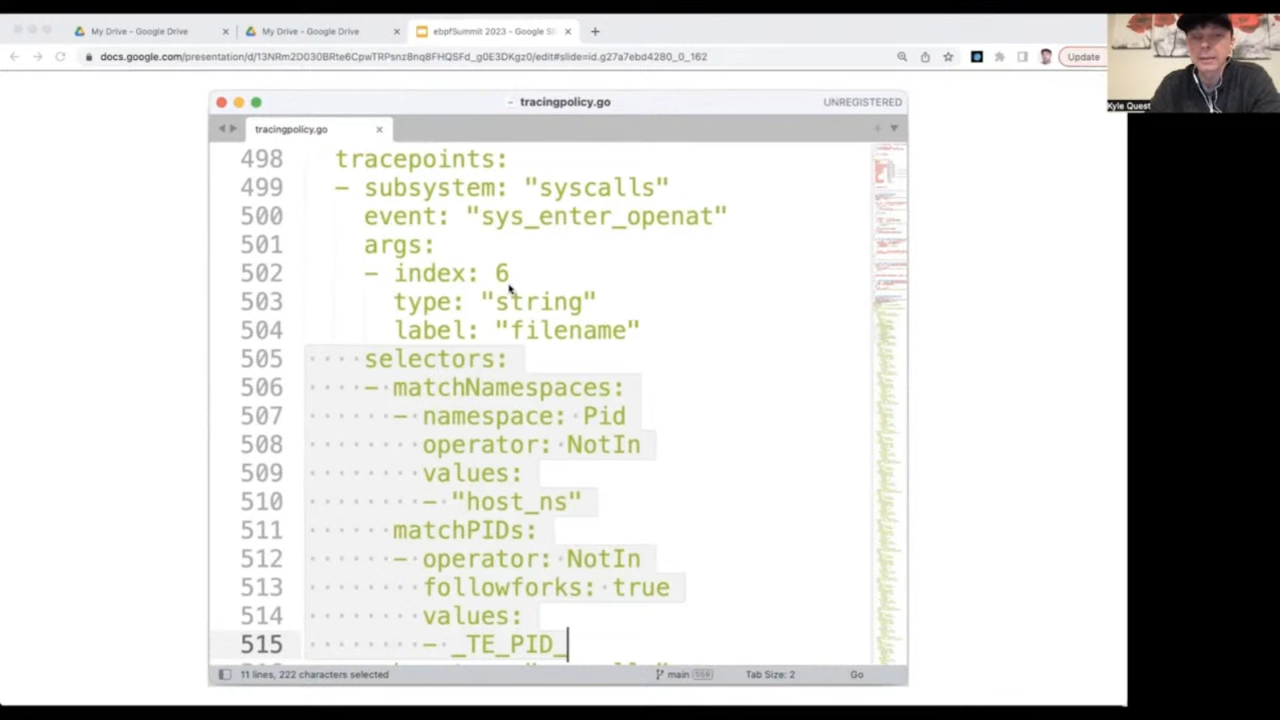 My Drive - Google Drive
My Drive - Google Drive
ebpfSummit 2023 - Google Sl
docs.google.com/presentation/d/13NRm2D030BRte6CpwTRPsnz8nq8FHQSFd_g0E3DKgz0/edit#slide=id.g27a7ebd4280_0_162
Update
Kyle Quest
tracingpolicy.go
UNREGISTERED
tracingpolicy.go
498 tracepoints:
499 - subsystem: "syscalls"
500 event: "sys_enter_openat"
501 args:
502 - index: 6
503 type: "string"
504 label: "filename"
505 selectors:
506 - matchNamespaces:
507 - namespace: Pid
508 operator: NotIn
509 values:
510 - "host_ns"
511 matchPIDs:
512 - operator: NotIn
513 followforks: true
514 values:
515 - _TE_PID_
11 lines, 222 characters selected
main
Tab Size: 2
Go